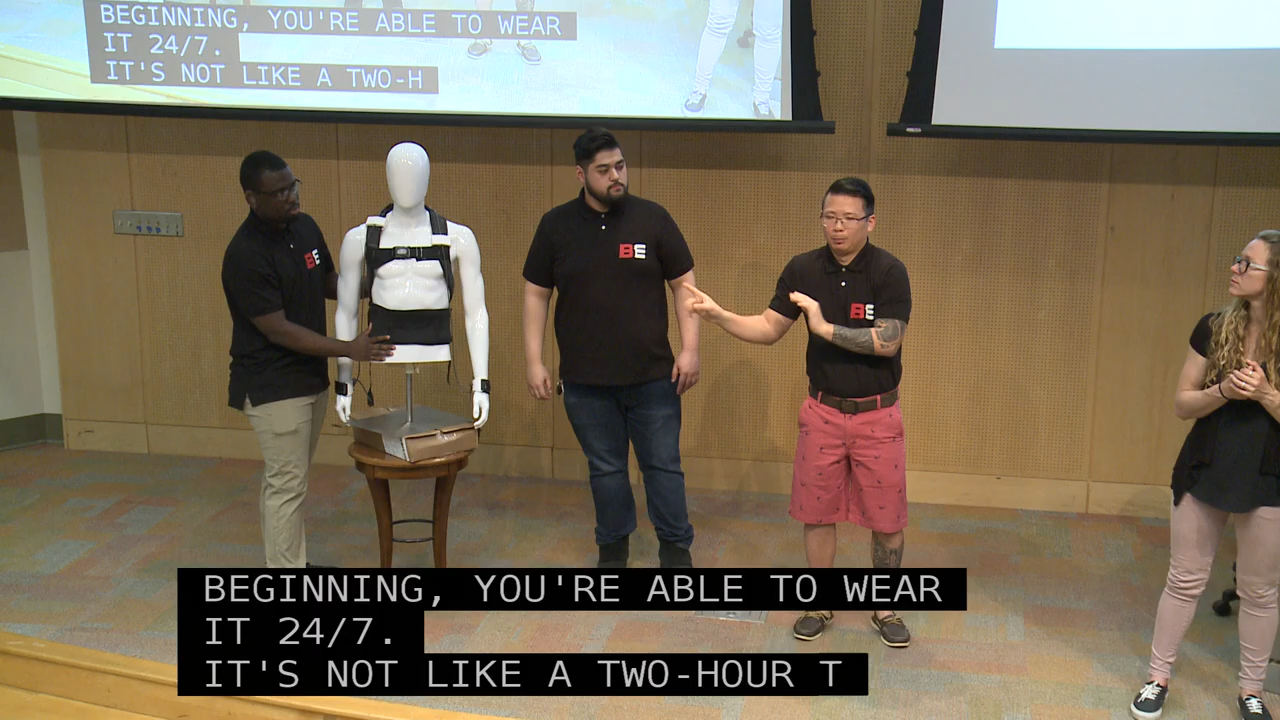 BEGINNING, YOU'RE ABLE TO WEAR
IT 24/7.
IT'S NOT LIKE A TWO-H
BE
BE
BE
BEGINNING, YOU'RE ABLE TO WEAR
IT 24/7.
IT'S NOT LIKE A TWO-HOUR T